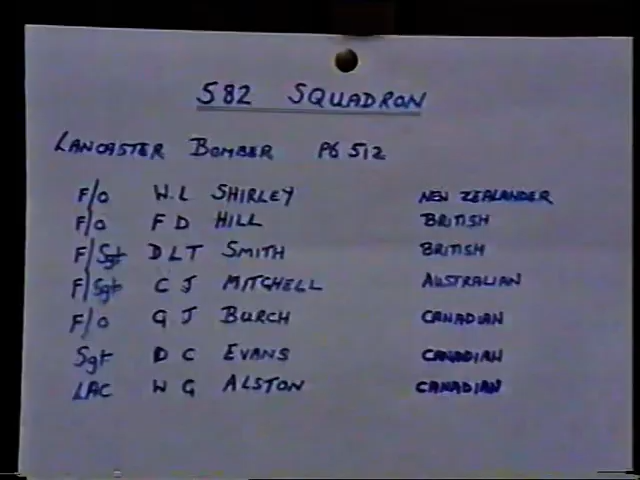 582 SQUADRON
LANCASTER BOMBER P6 512
F/O W. L SHIRLEY NEW ZEALANDER
F/O F D HILL BRITISH
F/Sgt D L T SMITH BRITISH
F/Sgt C J MITCHELL AUSTRALIAN
F/O G J BURCH CANADIAN
Sgt D C EVANS CANADIAN
LAC W G ALSTON CANADIAN